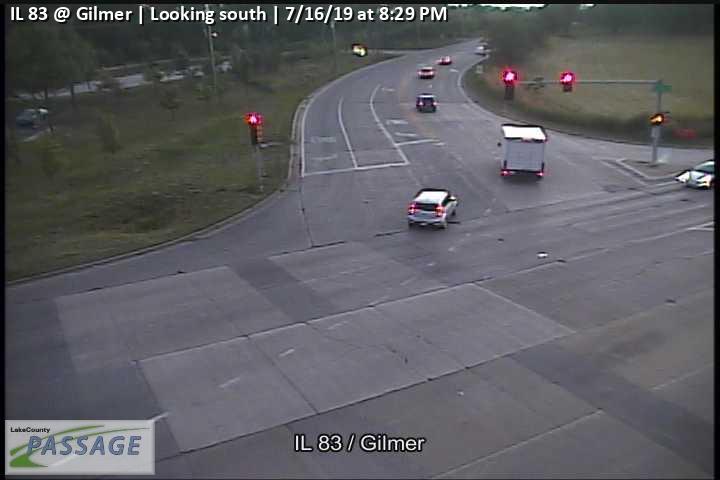 IL 83 @ Gilmer | Looking south | 7/16/19 at 8:29 PM
LakeCounty
PASSAGE
IL 83 / Gilmer